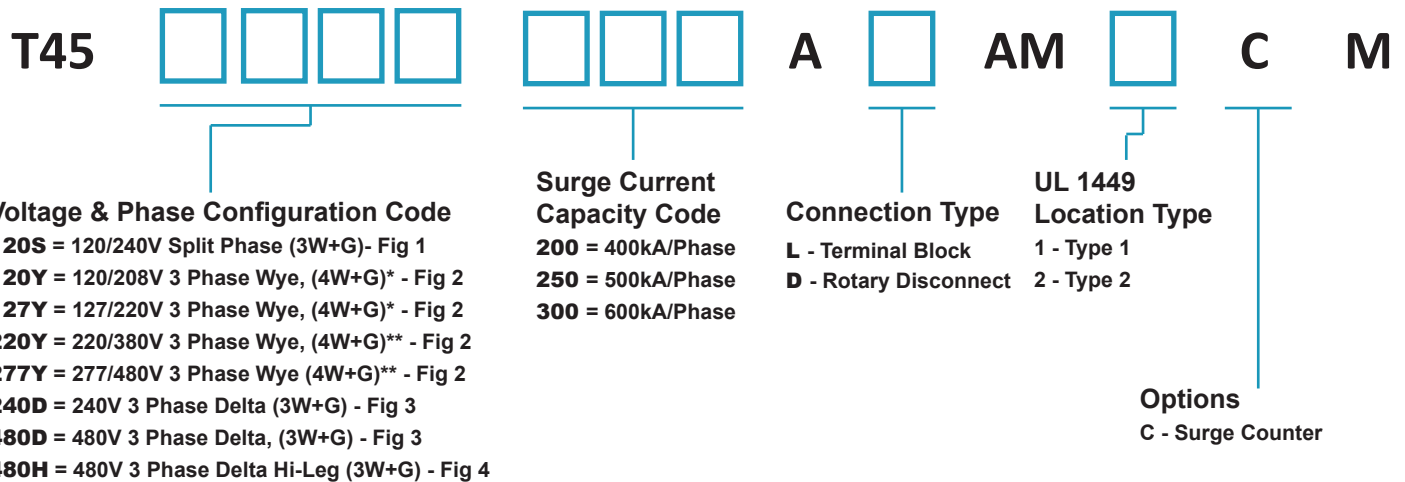 T45 A AM C M
Voltage & Phase Configuration Code
20S = 120/240V Split Phase (3W+G)- Fig 1
20Y = 120/208V 3 Phase Wye, (4W+G)* - Fig 2
27Y = 127/220V 3 Phase Wye, (4W+G)* - Fig 2
220Y = 220/380V 3 Phase Wye, (4W+G)** - Fig 2
277Y = 277/480V 3 Phase Wye (4W+G)** - Fig 2
240D = 240V 3 Phase Delta (3W+G) - Fig 3
480D = 480V 3 Phase Delta, (3W+G) - Fig 3
480H = 480V 3 Phase Delta Hi-Leg (3W+G) - Fig 4
Surge Current
Capacity Code
200 = 400kA/Phase
250 = 500kA/Phase
300 = 600kA/Phase
Connection Type
L - Terminal Block
D - Rotary Disconnect
UL 1449
Location Type
1 - Type 1
2 - Type 2
Options
C - Surge Counter